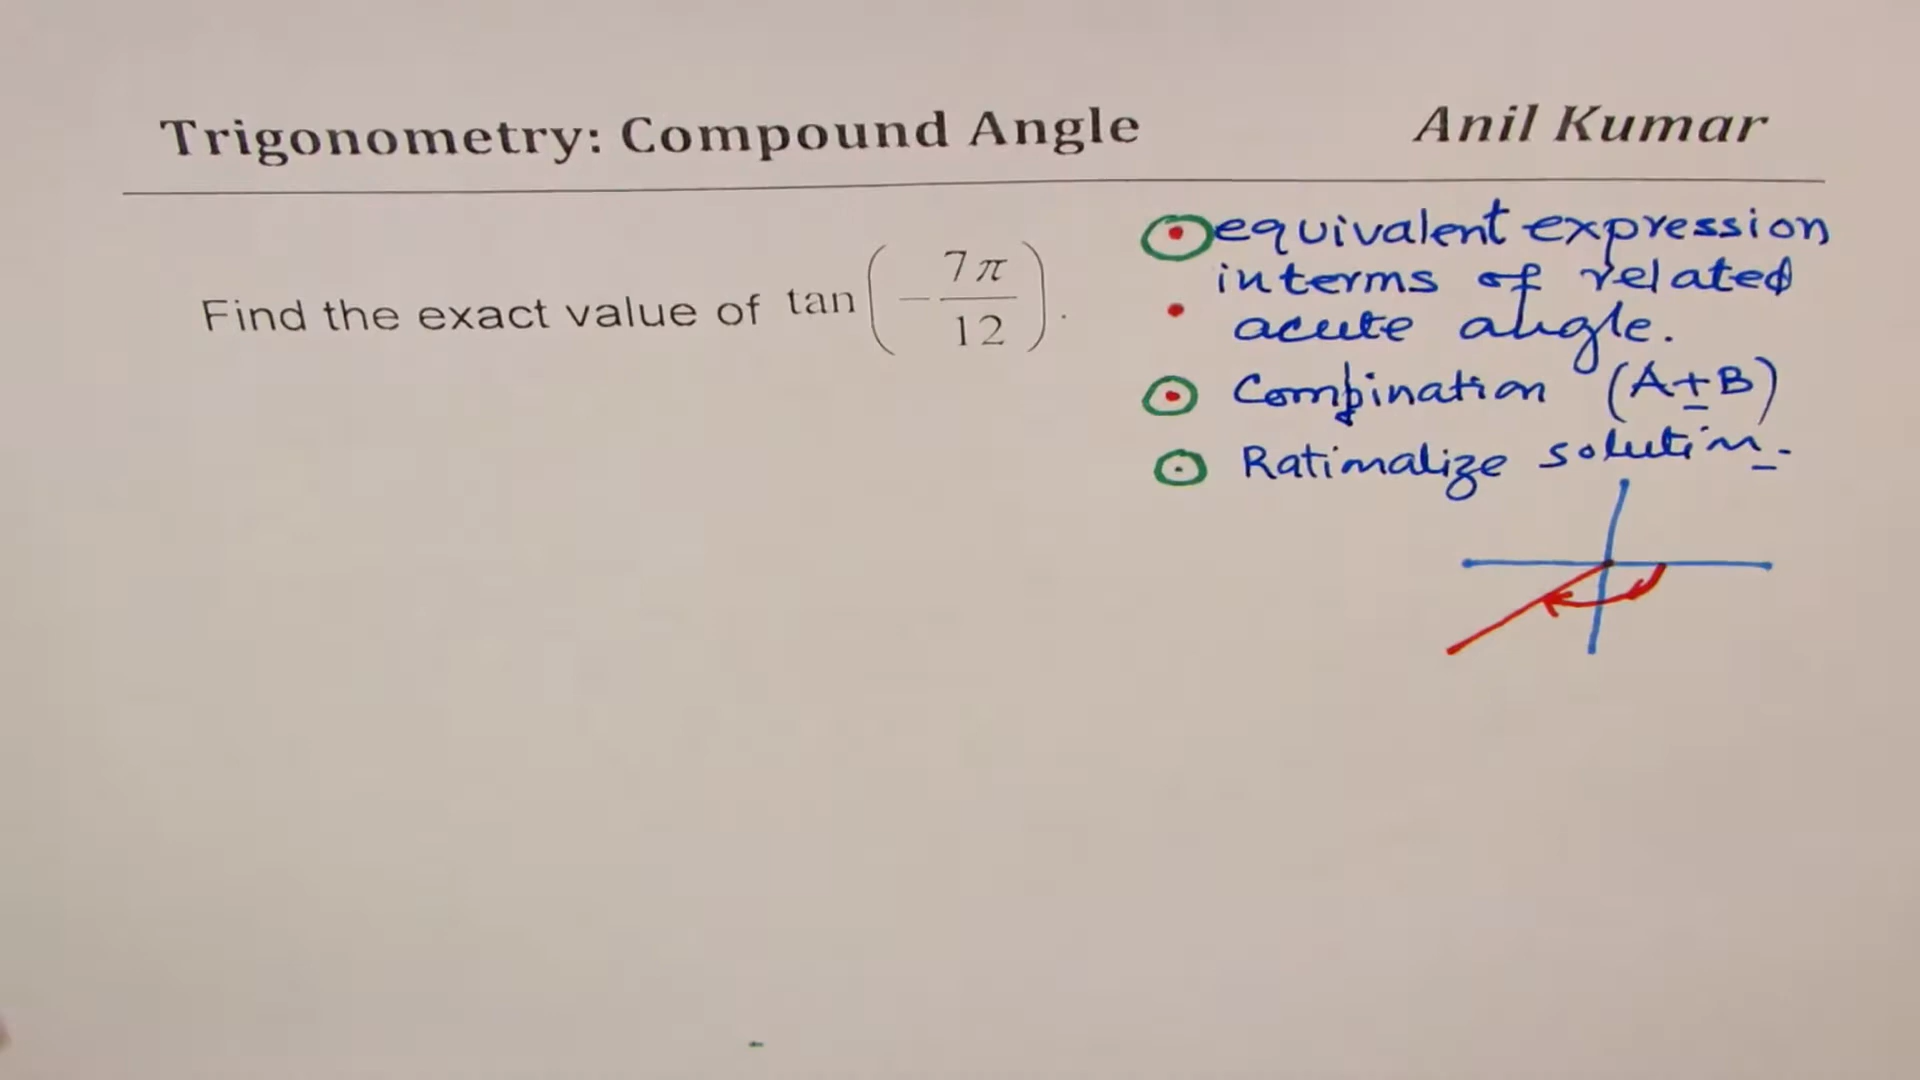 Trigonometry: Compound Angle Anil Kumar
Find the exact value of tan(-7π/12).
equivalent expression
interms of related
acute angle.
Combination (A±B)
Rationalize solution.